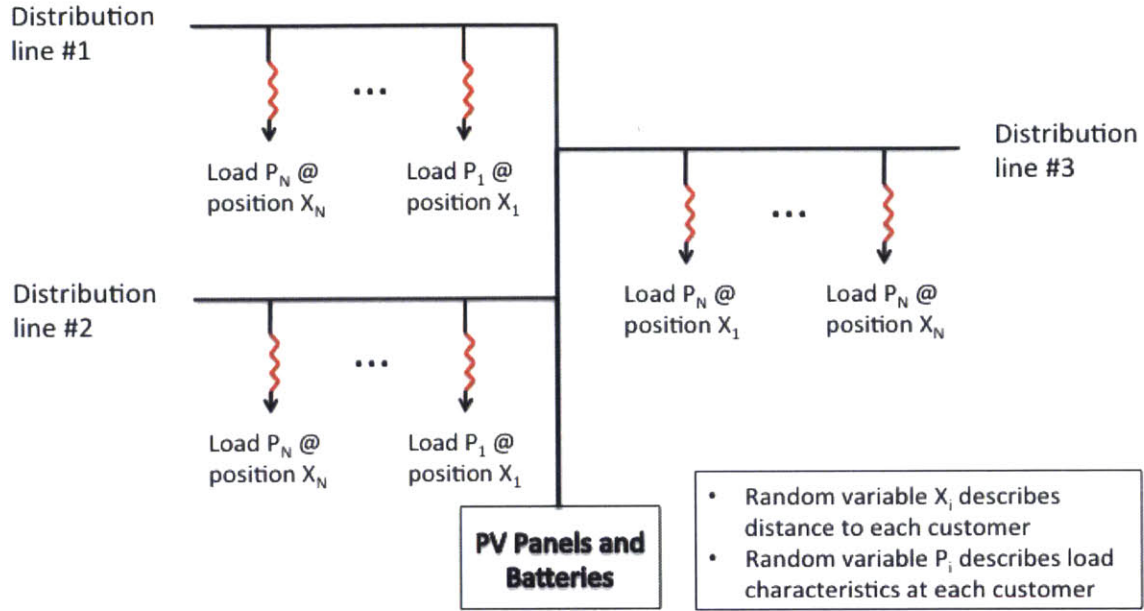 Distribution
line #1
...
Load P_N @
position X_N
Load P_1 @
position X_1
Distribution
line #3
...
Load P_N @
position X_1
Load P_N @
position X_N
Distribution
line #2
...
Load P_N @
position X_N
Load P_1 @
position X_1
PV Panels and
Batteries
• Random variable X_i describes
distance to each customer
• Random variable P_i describes load
characteristics at each customer